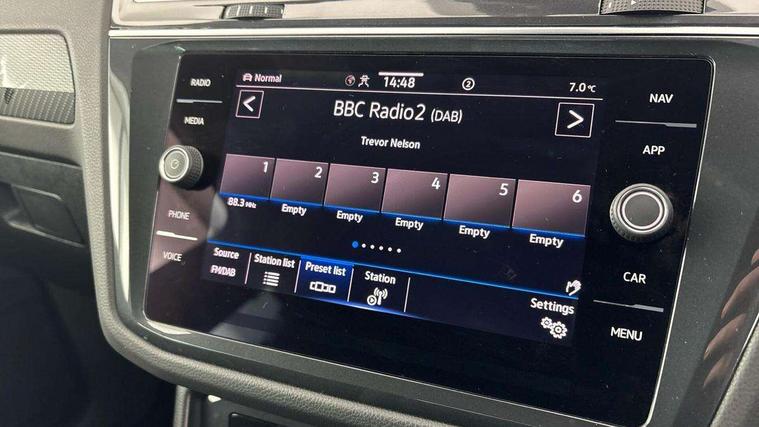 RADIO
MEDIA
PHONE
VOICE
Normal
14:48
2
7.0°C
BBC Radio2 (DAB)
Trevor Nelson
1 2 3 4 5 6
88.3 MHz Empty Empty Empty Empty Empty
Source Station list Preset list Station
FM/DAB
Settings
NAV
APP
CAR
MENU